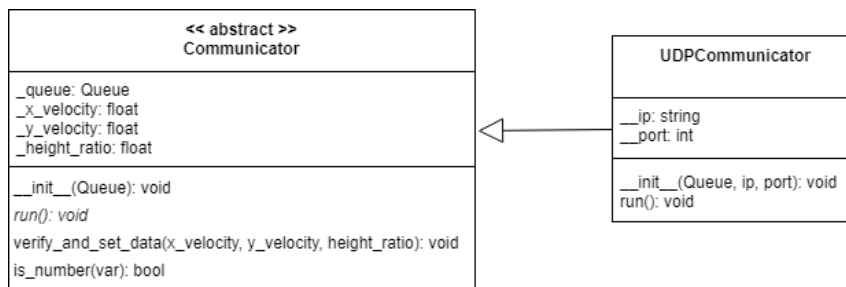 << abstract >>
Communicator
_queue: Queue
_x_velocity: float
_y_velocity: float
_height_ratio: float
__init__(Queue): void
run(): void
verify_and_set_data(x_velocity, y_velocity, height_ratio): void
is_number(var): bool
UDPCommunicator
__ip: string
__port: int
__init__(Queue, ip, port): void
run(): void